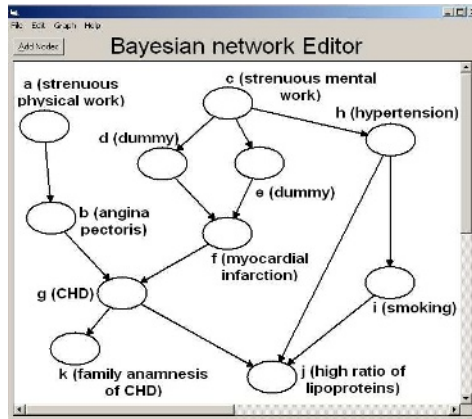 File Edit Graph Help
Add Nodes
Bayesian network Editor
a (strenuous
physical work)
c (strenuous mental
work)
h (hypertension)
d (dummy)
e (dummy)
b (angina
pectoris)
f (myocardial
infarction)
g (CHD)
i (smoking)
k (family anamnesis
of CHD)
j (high ratio of
lipoproteins)